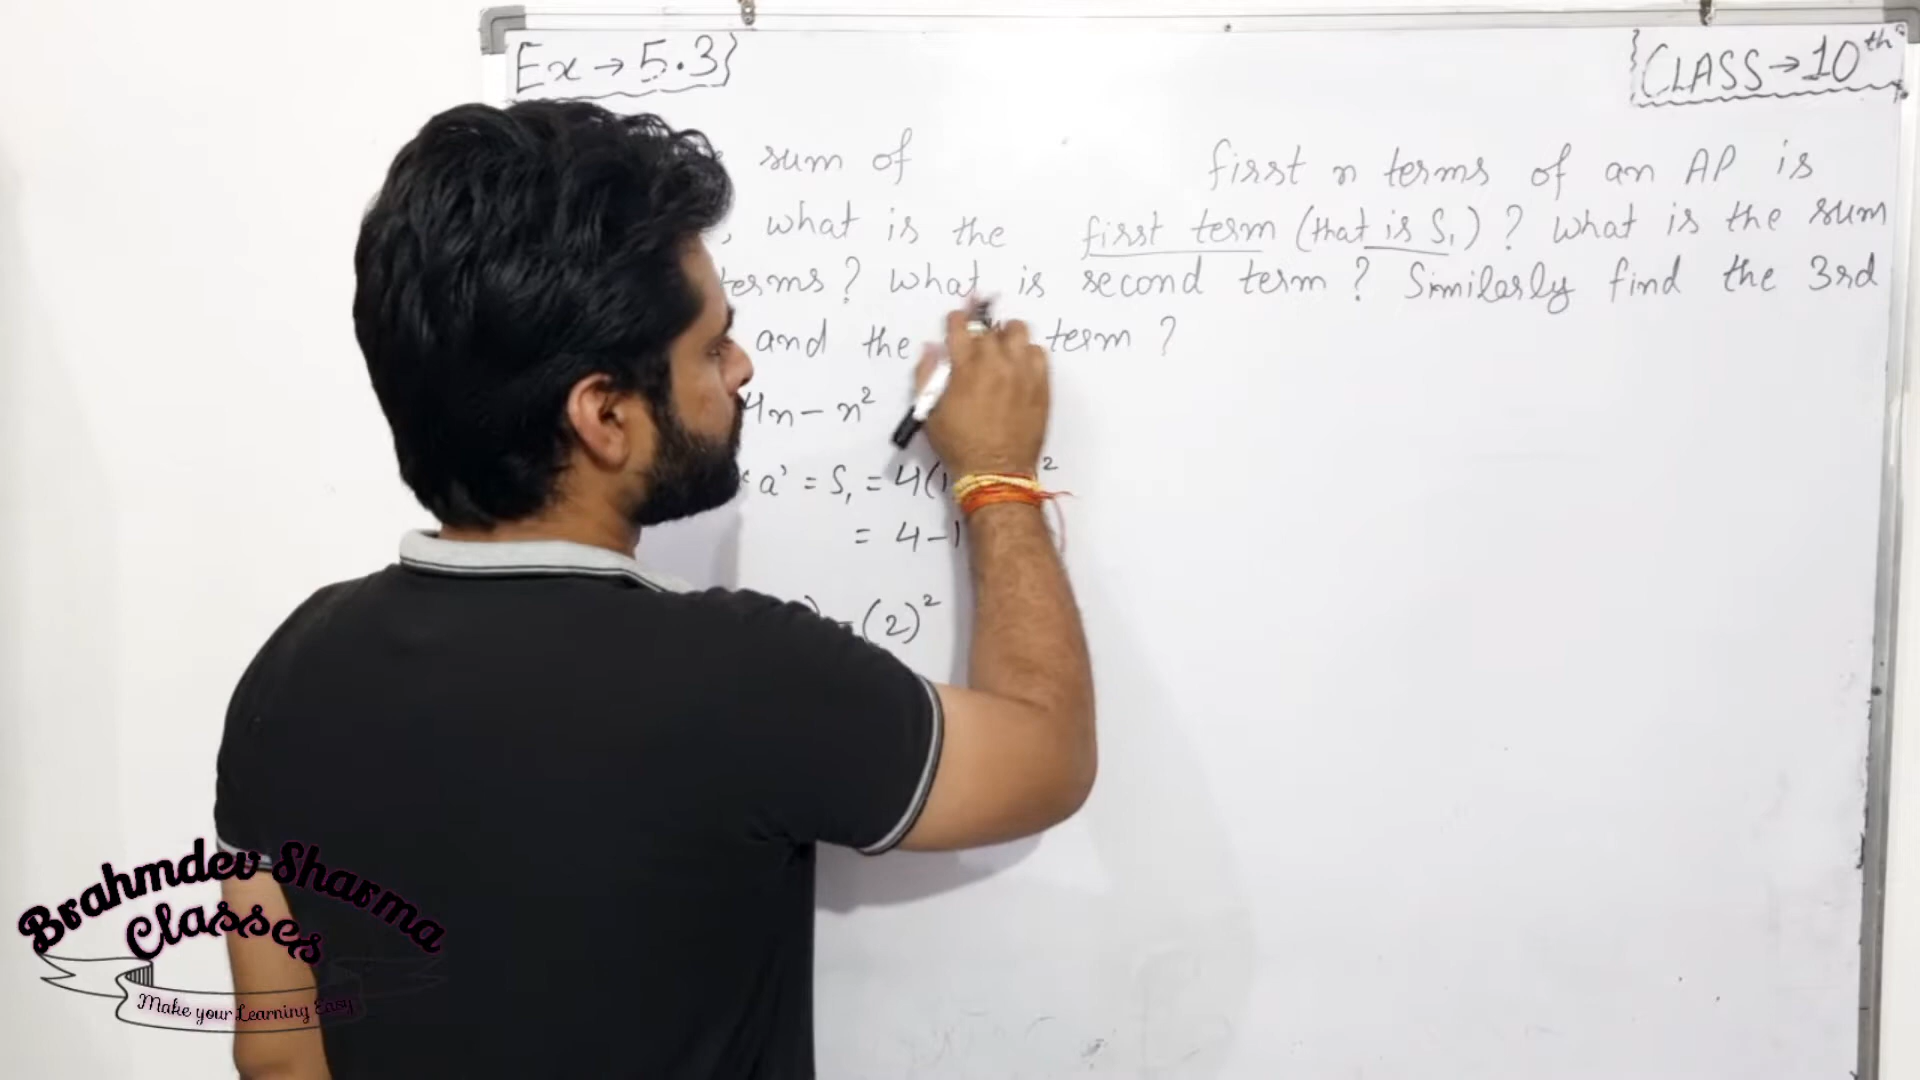 Ex → 5.3}
{CLASS → 10th
sum of first n terms of an AP is
, what is the first term (that is S₁) ? What is the sum
terms ? What is second term ? Similarly find the 3rd
and the term ?
4n - n²
'a' = S₁ = 4(1 ²
= 4 - 1
) - (2)²
Brahmdev Sharma
Classes
Make your Learning Easy